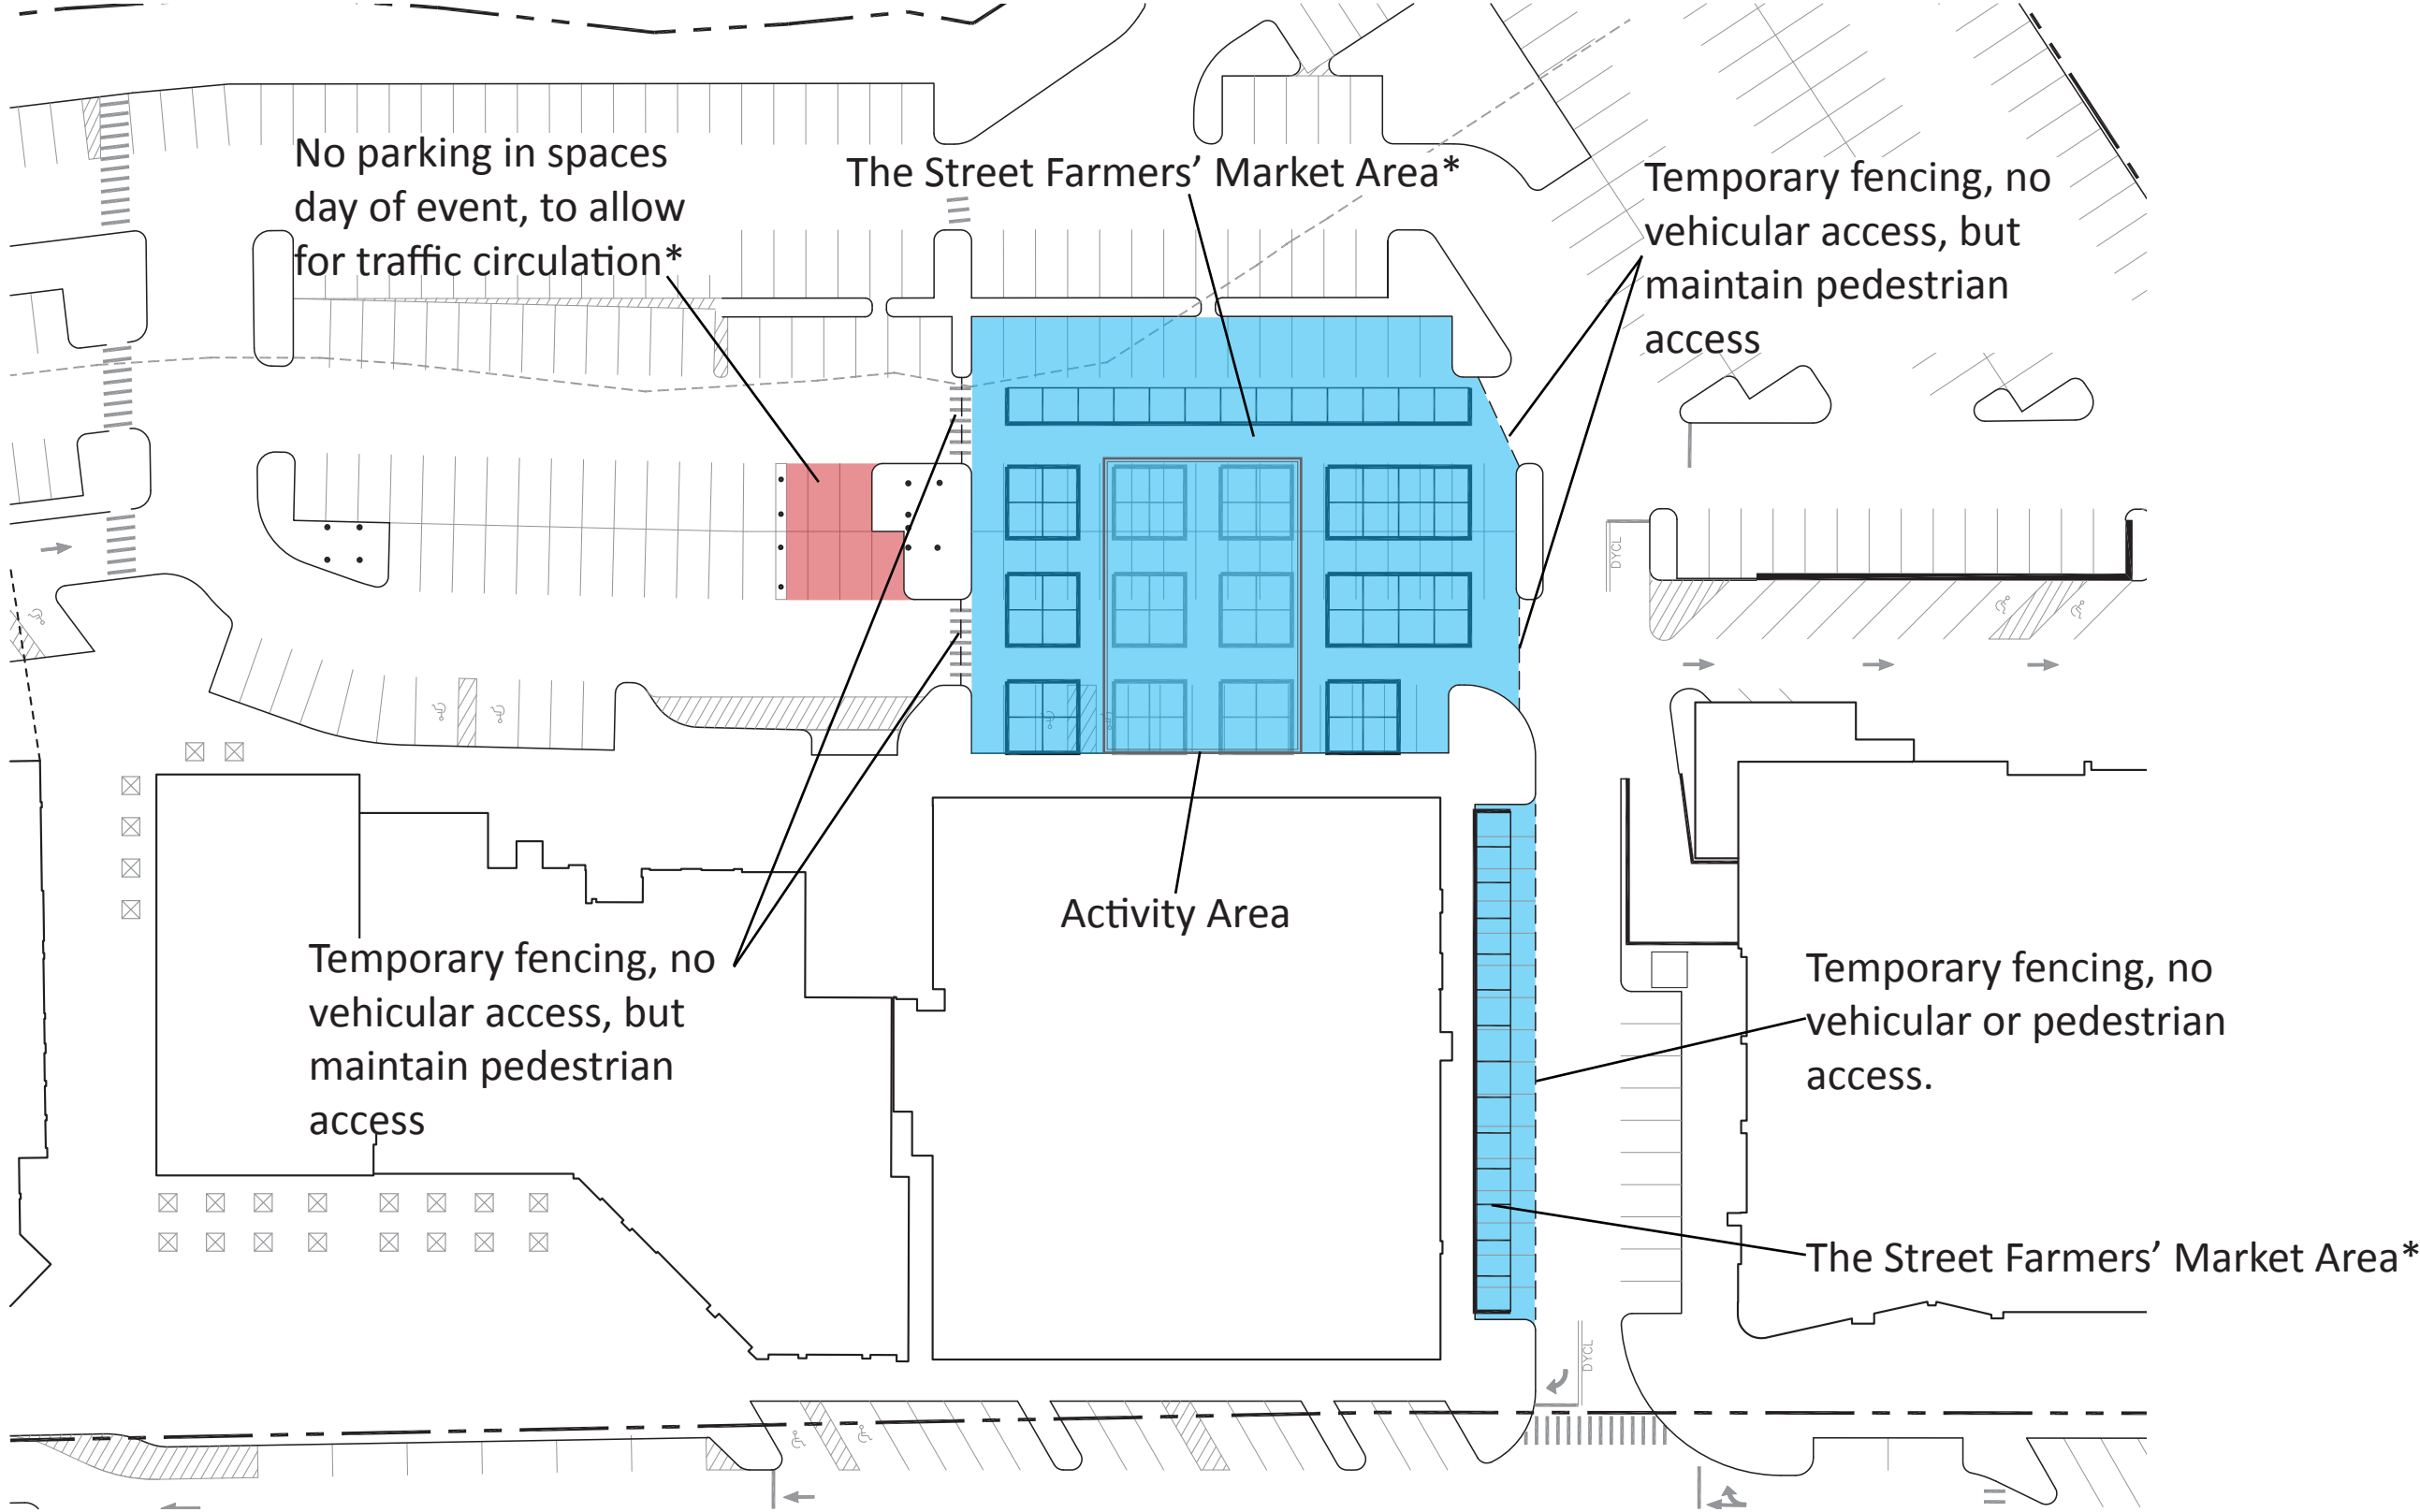 No parking in spaces
day of event, to allow
for traffic circulation*
The Street Farmers’ Market Area*
Temporary fencing, no
vehicular access, but
maintain pedestrian
access
DYCL
Activity Area
Temporary fencing, no
vehicular access, but
maintain pedestrian
access
Temporary fencing, no
vehicular or pedestrian
access.
The Street Farmers’ Market Area*
DYCL